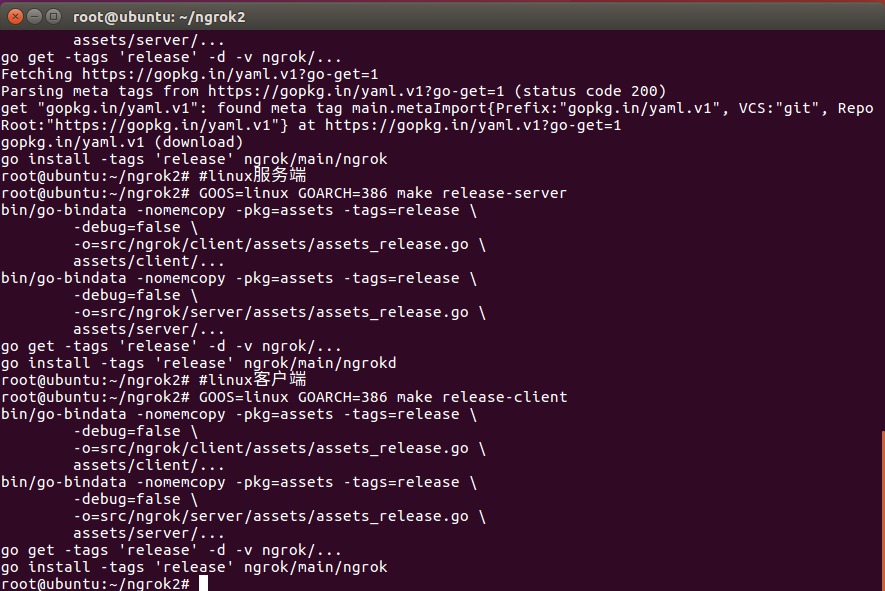 root@ubuntu: ~/ngrok2
        assets/server/...
go get -tags 'release' -d -v ngrok/...
Fetching https://gopkg.in/yaml.v1?go-get=1
Parsing meta tags from https://gopkg.in/yaml.v1?go-get=1 (status code 200)
get "gopkg.in/yaml.v1": found meta tag main.metaImport{Prefix:"gopkg.in/yaml.v1", VCS:"git", Repo
Root:"https://gopkg.in/yaml.v1"} at https://gopkg.in/yaml.v1?go-get=1
gopkg.in/yaml.v1 (download)
go install -tags 'release' ngrok/main/ngrok
root@ubuntu:~/ngrok2# #linux服务端
root@ubuntu:~/ngrok2# GOOS=linux GOARCH=386 make release-server
bin/go-bindata -nomemcopy -pkg=assets -tags=release \
        -debug=false \
        -o=src/ngrok/client/assets/assets_release.go \
        assets/client/...
bin/go-bindata -nomemcopy -pkg=assets -tags=release \
        -debug=false \
        -o=src/ngrok/server/assets/assets_release.go \
        assets/server/...
go get -tags 'release' -d -v ngrok/...
go install -tags 'release' ngrok/main/ngrokd
root@ubuntu:~/ngrok2# #linux客户端
root@ubuntu:~/ngrok2# GOOS=linux GOARCH=386 make release-client
bin/go-bindata -nomemcopy -pkg=assets -tags=release \
        -debug=false \
        -o=src/ngrok/client/assets/assets_release.go \
        assets/client/...
bin/go-bindata -nomemcopy -pkg=assets -tags=release \
        -debug=false \
        -o=src/ngrok/server/assets/assets_release.go \
        assets/server/...
go get -tags 'release' -d -v ngrok/...
go install -tags 'release' ngrok/main/ngrok
root@ubuntu:~/ngrok2#